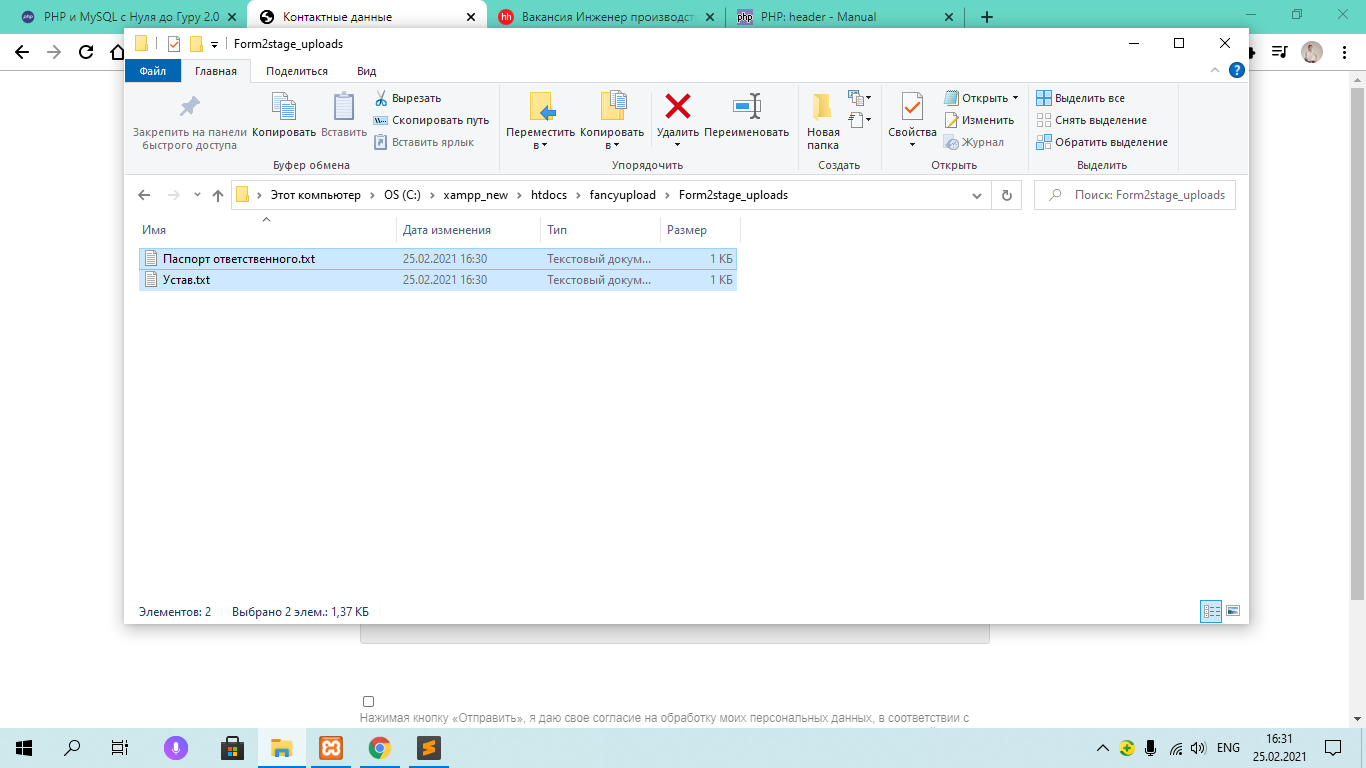 PHP и MySQL с Нуля до Гуру 2.0
Контактные данные
Вакансия Инженер производст
PHP: header - Manual
Form2stage_uploads
Файл
Главная
Поделиться
Вид
Закрепить на панели быстрого доступа
Копировать
Вставить
Вырезать
Скопировать путь
Вставить ярлык
Буфер обмена
Переместить в
Копировать в
Удалить
Переименовать
Упорядочить
Новая папка
Создать
Свойства
Открыть
Изменить
Журнал
Открыть
Выделить все
Снять выделение
Обратить выделение
Выделить
Этот компьютер
OS (C:)
xampp_new
htdocs
fancyupload
Form2stage_uploads
Поиск: Form2stage_uploads
Имя
Дата изменения
Тип
Размер
Паспорт ответственного.txt 25.02.2021 16:30 Текстовый докум... 1 КБ
Устав.txt 25.02.2021 16:30 Текстовый докум... 1 КБ
Элементов: 2
Выбрано 2 элем.: 1,37 КБ
Нажимая кнопку «Отправить», я даю свое согласие на обработку моих персональных данных, в соответствии с
ENG
16:31
25.02.2021